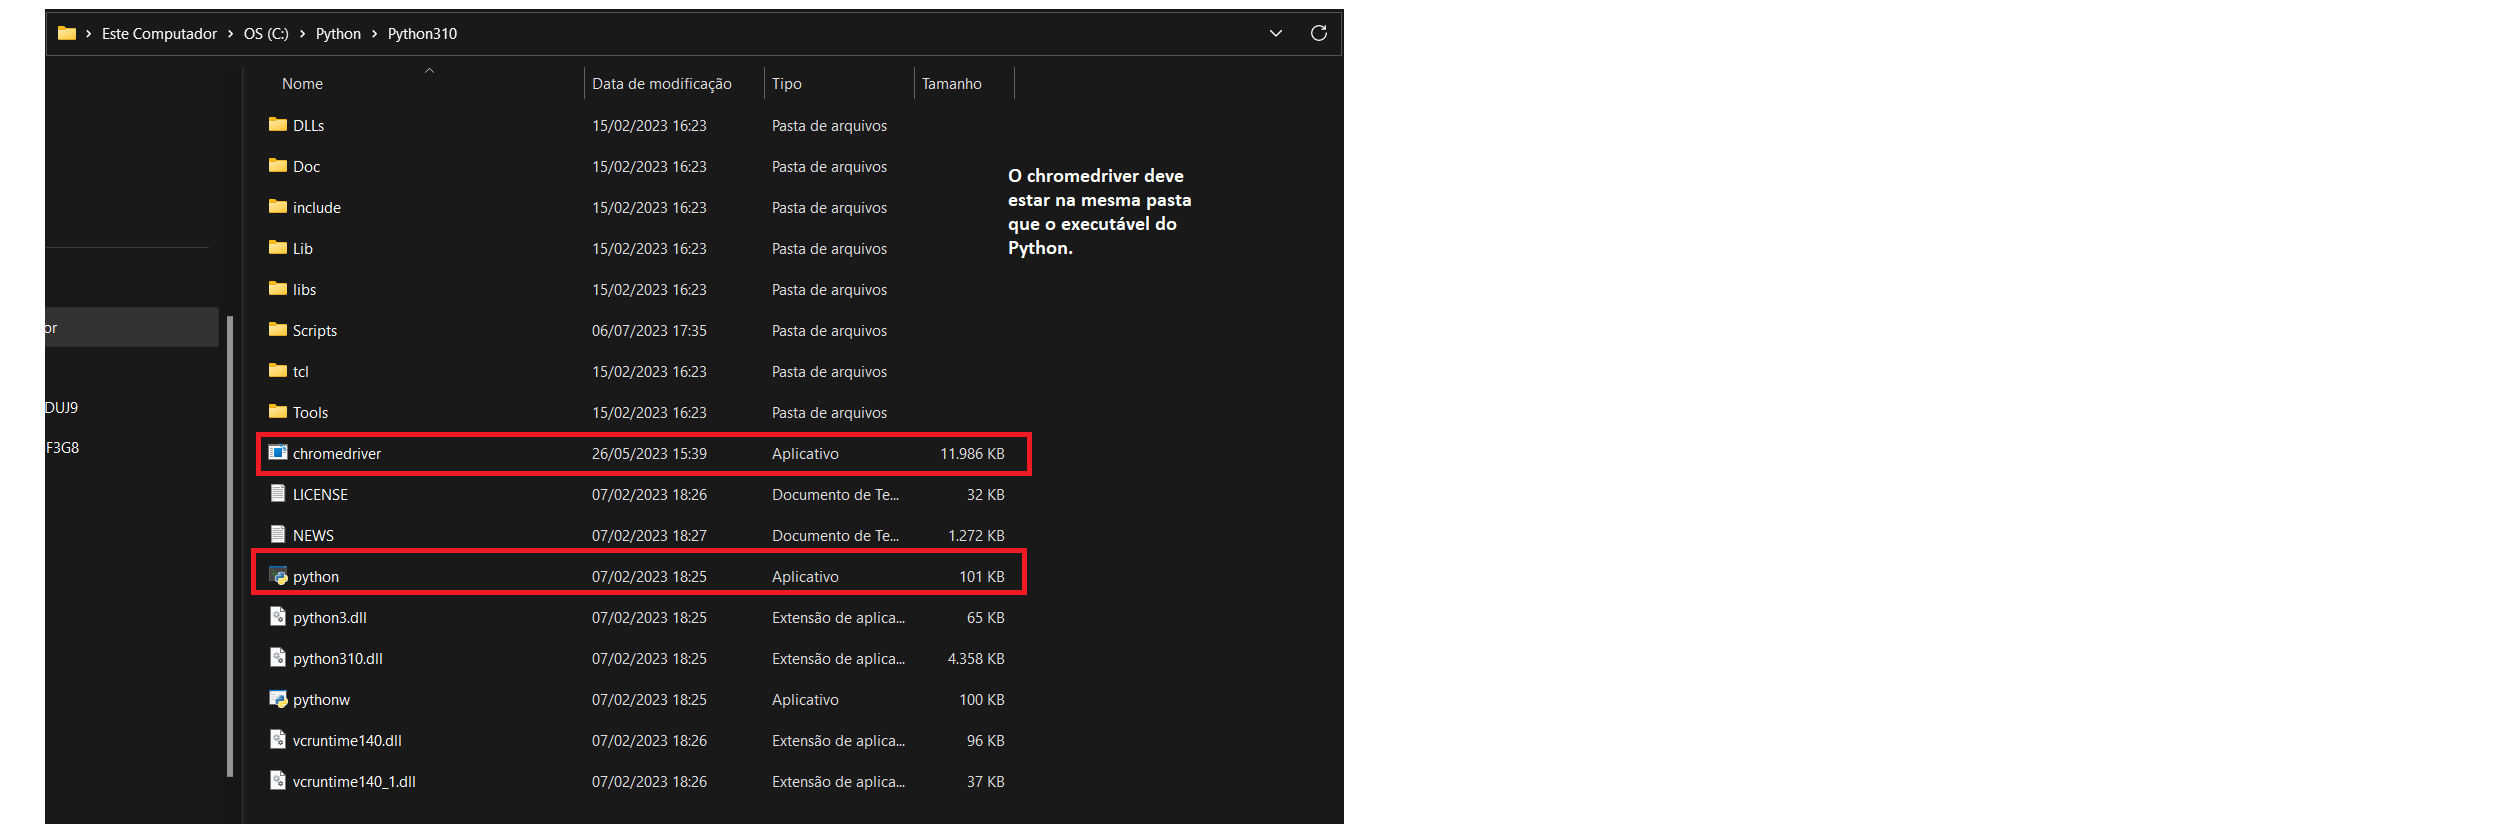 Este Computador > OS (C:) > Python > Python310
Nome Data de modificação Tipo Tamanho
DLLs 15/02/2023 16:23 Pasta de arquivos
Doc 15/02/2023 16:23 Pasta de arquivos
include 15/02/2023 16:23 Pasta de arquivos
Lib 15/02/2023 16:23 Pasta de arquivos
libs 15/02/2023 16:23 Pasta de arquivos
Scripts 06/07/2023 17:35 Pasta de arquivos
tcl 15/02/2023 16:23 Pasta de arquivos
Tools 15/02/2023 16:23 Pasta de arquivos
chromedriver 26/05/2023 15:39 Aplicativo 11.986 KB
LICENSE 07/02/2023 18:26 Documento de Te... 32 KB
NEWS 07/02/2023 18:27 Documento de Te... 1.272 KB
python 07/02/2023 18:25 Aplicativo 101 KB
python3.dll 07/02/2023 18:25 Extensão de aplica... 65 KB
python310.dll 07/02/2023 18:25 Extensão de aplica... 4.358 KB
pythonw 07/02/2023 18:25 Aplicativo 100 KB
vcruntime140.dll 07/02/2023 18:26 Extensão de aplica... 96 KB
vcruntime140_1.dll 07/02/2023 18:26 Extensão de aplica... 37 KB
O chromedriver deve
estar na mesma pasta
que o executável do
Python.
or
DUJ9
F3G8